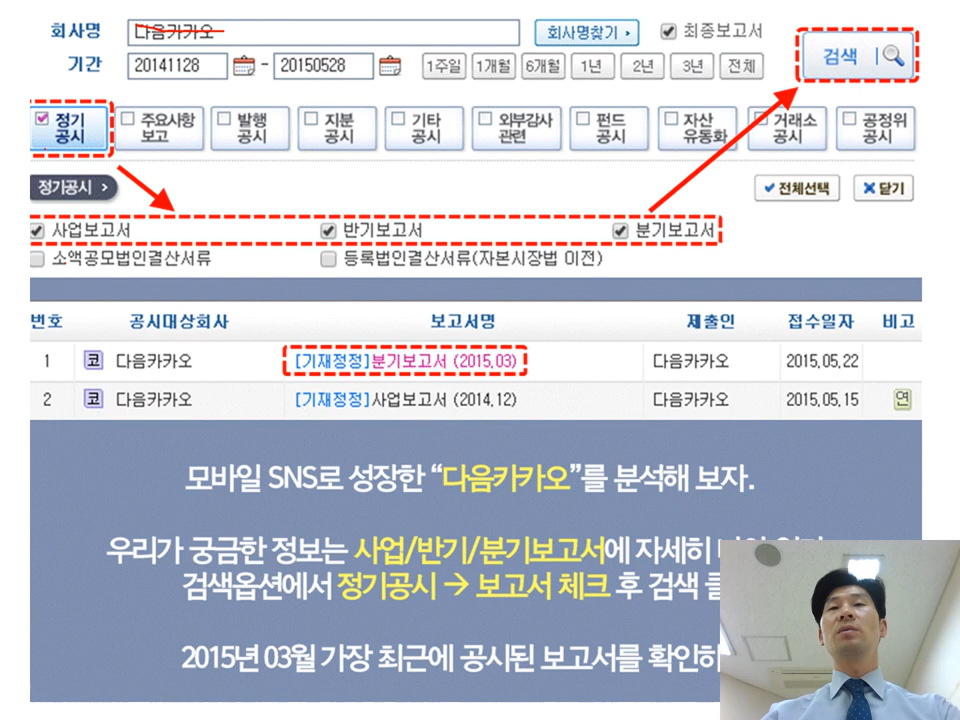 회사명 다음카카오 회사명찾기 최종보고서
기간 20141128 - 20150528 1주일 1개월 6개월 1년 2년 3년 전체 검색
정기공시 주요사항보고 발행공시 지분공시 기타공시 외부감사관련 펀드공시 자산유동화 거래소공시 공정위공시
정기공시 전체선택 닫기
사업보고서 반기보고서 분기보고서
소액공모법인결산서류 등록법인결산서류(자본시장법 이전)
번호 공시대상회사 보고서명 제출인 접수일자 비고
1 코 다음카카오 [기재정정]분기보고서 (2015.03) 다음카카오 2015.05.22
2 코 다음카카오 [기재정정]사업보고서 (2014.12) 다음카카오 2015.05.15 연
모바일 SNS로 성장한 “다음카카오”를 분석해 보자.
우리가 궁금한 정보는 사업/반기/분기보고서에 자세히
검색옵션에서 정기공시 → 보고서 체크 후 검색
2015년 03월 가장 최근에 공시된 보고서를